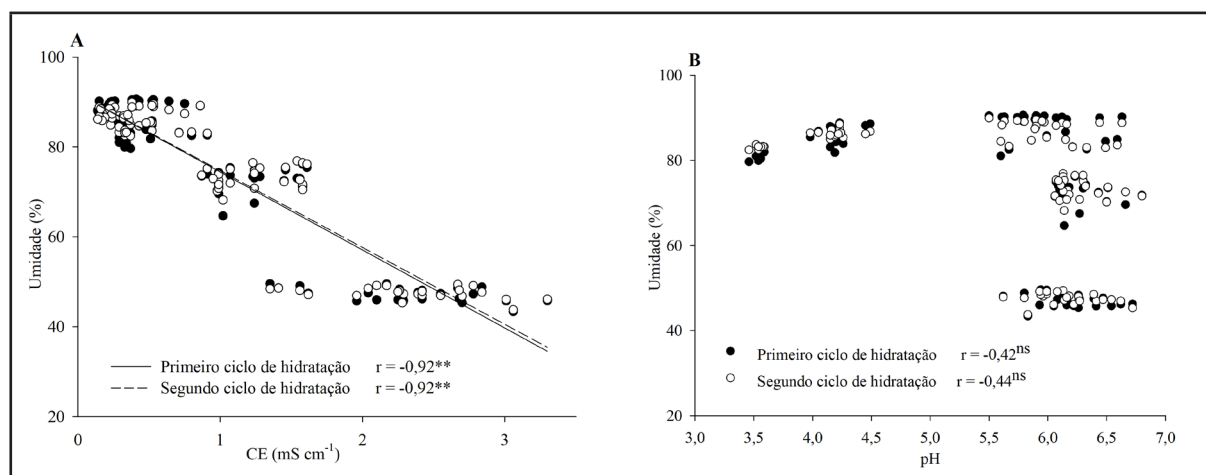 A
100
80
60
40
20
Umidade (%)
0
1
2
3
CE (mS cm⁻¹)
Primeiro ciclo de hidratação r = -0,92**
Segundo ciclo de hidratação r = -0,92**
B
100
80
60
40
20
Umidade (%)
3,0
3,5
4,0
4,5
5,0
5,5
6,0
6,5
7,0
pH
Primeiro ciclo de hidratação r = -0,42ⁿˢ
Segundo ciclo de hidratação r = -0,44ⁿˢ